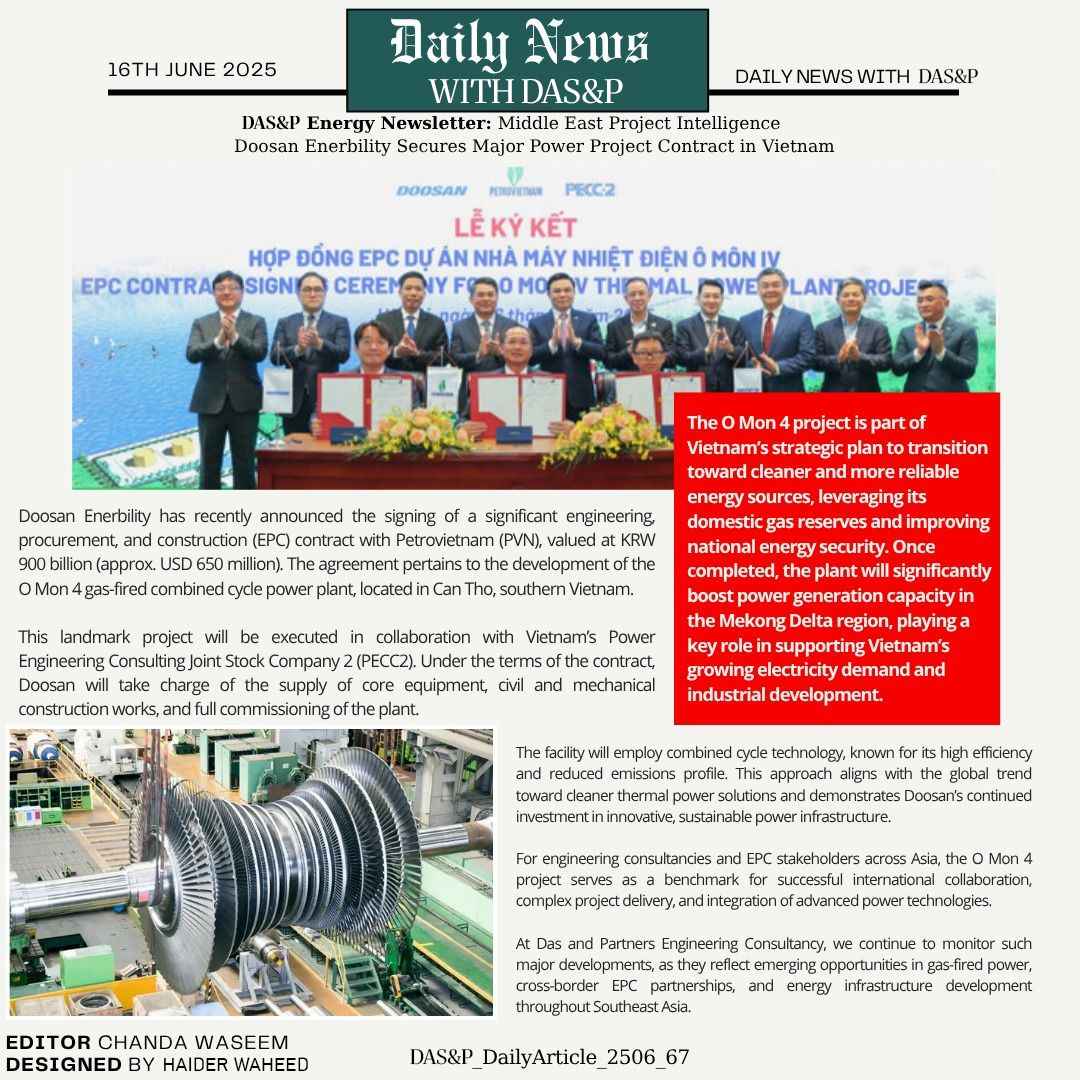 16TH JUNE 2025
Daily News
WITH DAS&P
DAILY NEWS WITH DAS&P
DAS&P Energy Newsletter: Middle East Project Intelligence
Doosan Enerbility Secures Major Power Project Contract in Vietnam
DOOSAN PETROVIETNAM PECC2
LỄ KÝ KẾT
HỢP ĐỒNG EPC DỰ ÁN NHÀ MÁY NHIỆT ĐIỆN Ô MÔN IV
EPC CONTRA SIGNI CEREM NY FO O MO IV TH MAL POWER PLANT ROJE
The O Mon 4 project is part of
Vietnam’s strategic plan to transition
toward cleaner and more reliable
energy sources, leveraging its
domestic gas reserves and improving
national energy security. Once
completed, the plant will significantly
boost power generation capacity in
the Mekong Delta region, playing a
key role in supporting Vietnam’s
growing electricity demand and
industrial development.
Doosan Enerbility has recently announced the signing of a significant engineering,
procurement, and construction (EPC) contract with Petrovietnam (PVN), valued at KRW
900 billion (approx. USD 650 million). The agreement pertains to the development of the
O Mon 4 gas-fired combined cycle power plant, located in Can Tho, southern Vietnam.
This landmark project will be executed in collaboration with Vietnam’s Power
Engineering Consulting Joint Stock Company 2 (PECC2). Under the terms of the contract,
Doosan will take charge of the supply of core equipment, civil and mechanical
construction works, and full commissioning of the plant.
The facility will employ combined cycle technology, known for its high efficiency
and reduced emissions profile. This approach aligns with the global trend
toward cleaner thermal power solutions and demonstrates Doosan’s continued
investment in innovative, sustainable power infrastructure.
For engineering consultancies and EPC stakeholders across Asia, the O Mon 4
project serves as a benchmark for successful international collaboration,
complex project delivery, and integration of advanced power technologies.
At Das and Partners Engineering Consultancy, we continue to monitor such
major developments, as they reflect emerging opportunities in gas-fired power,
cross-border EPC partnerships, and energy infrastructure development
throughout Southeast Asia.
EDITOR CHANDA WASEEM
DESIGNED BY HAIDER WAHEED
DAS&P_DailyArticle_2506_67